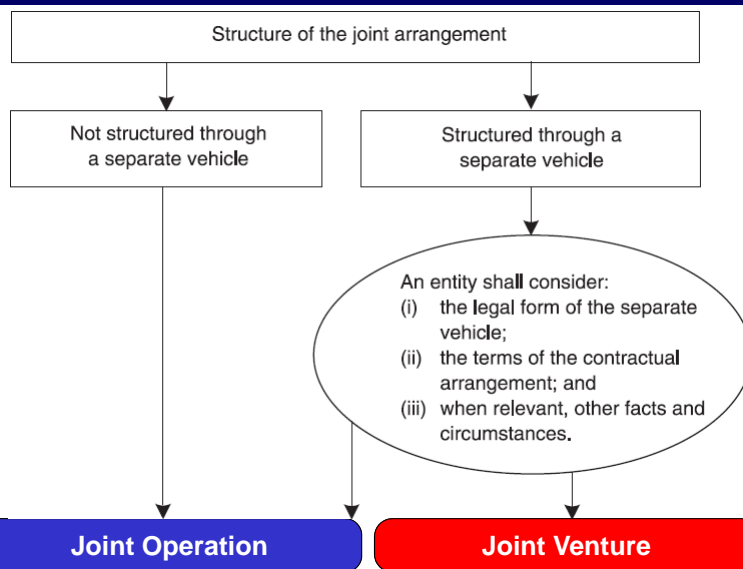 Structure of the joint arrangement
Not structured through
a separate vehicle
Structured through a
separate vehicle
An entity shall consider:
(i) the legal form of the separate
vehicle;
(ii) the terms of the contractual
arrangement; and
(iii) when relevant, other facts and
circumstances.
Joint Operation
Joint Venture